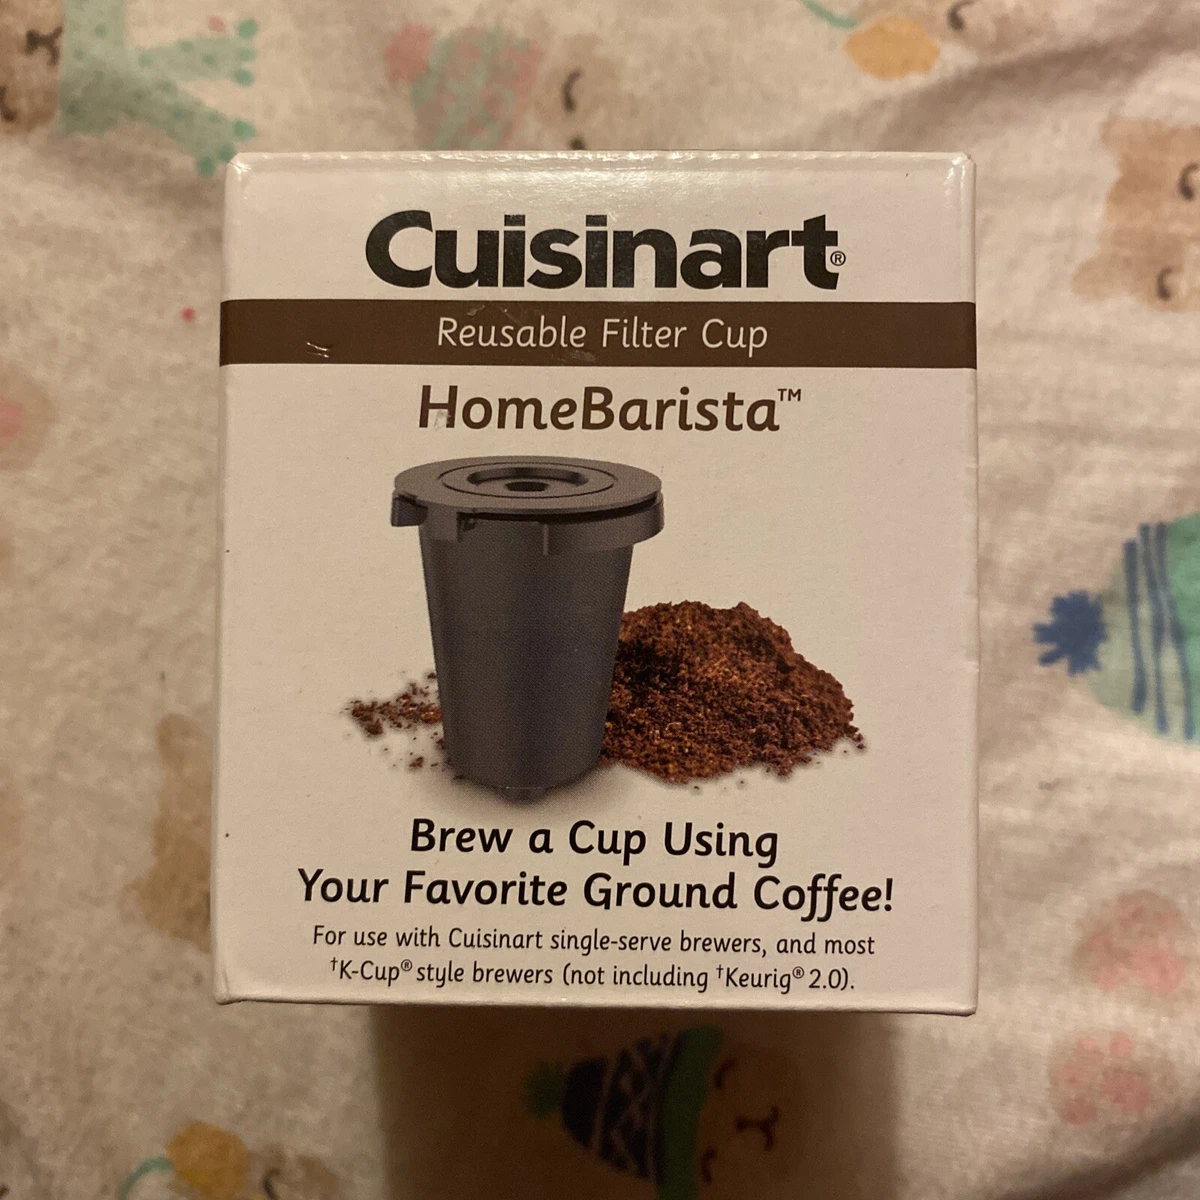 Cuisinart®
Reusable Filter Cup
HomeBarista™
Brew a Cup Using
Your Favorite Ground Coffee!
For use with Cuisinart single-serve brewers, and most
†K-Cup® style brewers (not including †Keurig® 2.0).